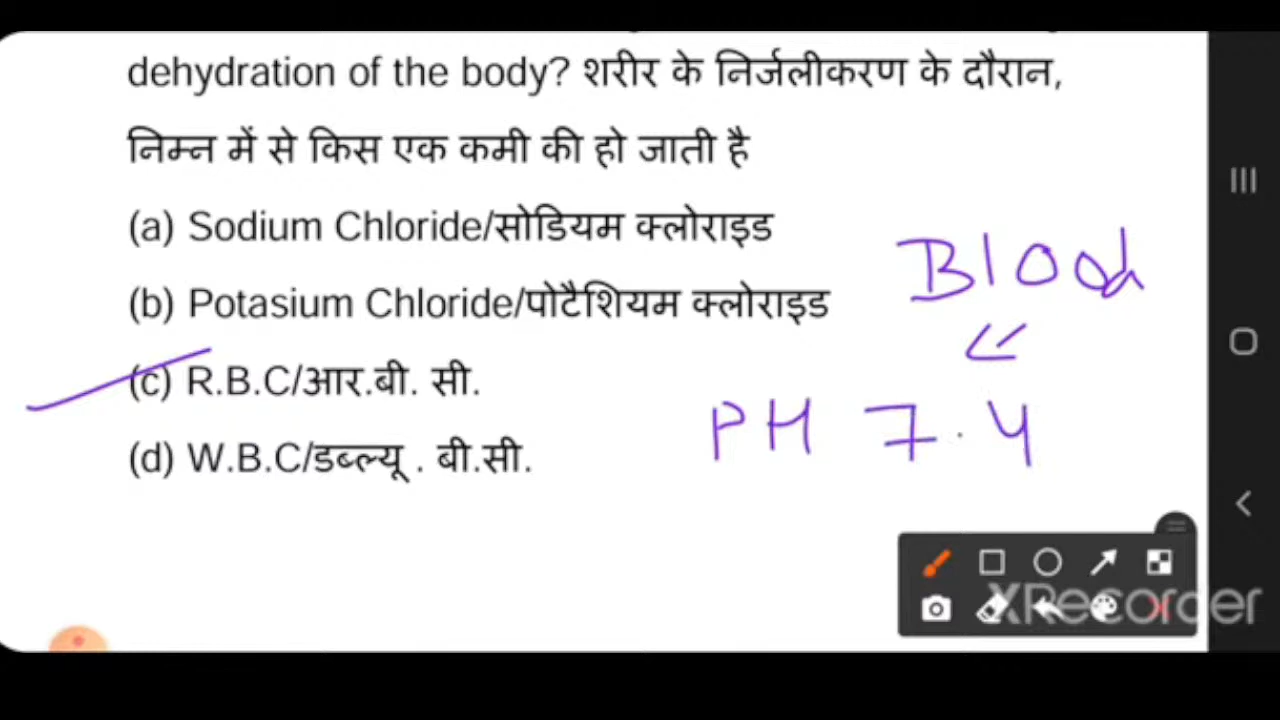 dehydration of the body? शरीर के निर्जलीकरण के दौरान,
निम्न में से किस एक कमी की हो जाती है
(a) Sodium Chloride/सोडियम क्लोराइड
(b) Potasium Chloride/पोटैशियम क्लोराइड
(c) R.B.C/आर.बी. सी.
(d) W.B.C/डब्ल्यू . बी.सी.
Blood
PH 7.4
XRecorder